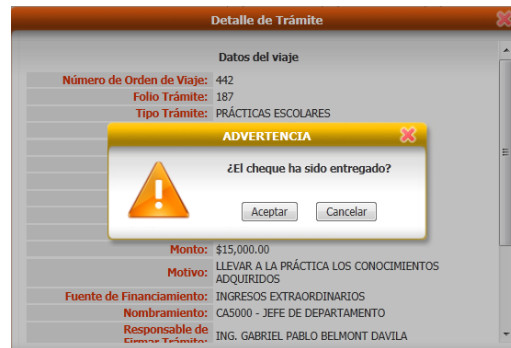 Detalle de Trámite
Datos del viaje
Número de Orden de Viaje: 442
Folio Trámite: 187
Tipo Trámite: PRÁCTICAS ESCOLARES
ADVERTENCIA
¿El cheque ha sido entregado?
Aceptar Cancelar
Monto: $15,000.00
Motivo: LLEVAR A LA PRÁCTICA LOS CONOCIMIENTOS
ADQUIRIDOS
Fuente de Financiamiento: INGRESOS EXTRAORDINARIOS
Nombramiento: CA5000 - JEFE DE DEPARTAMENTO
Responsable de
Firmar Trámite: ING. GABRIEL PABLO BELMONT DAVILA